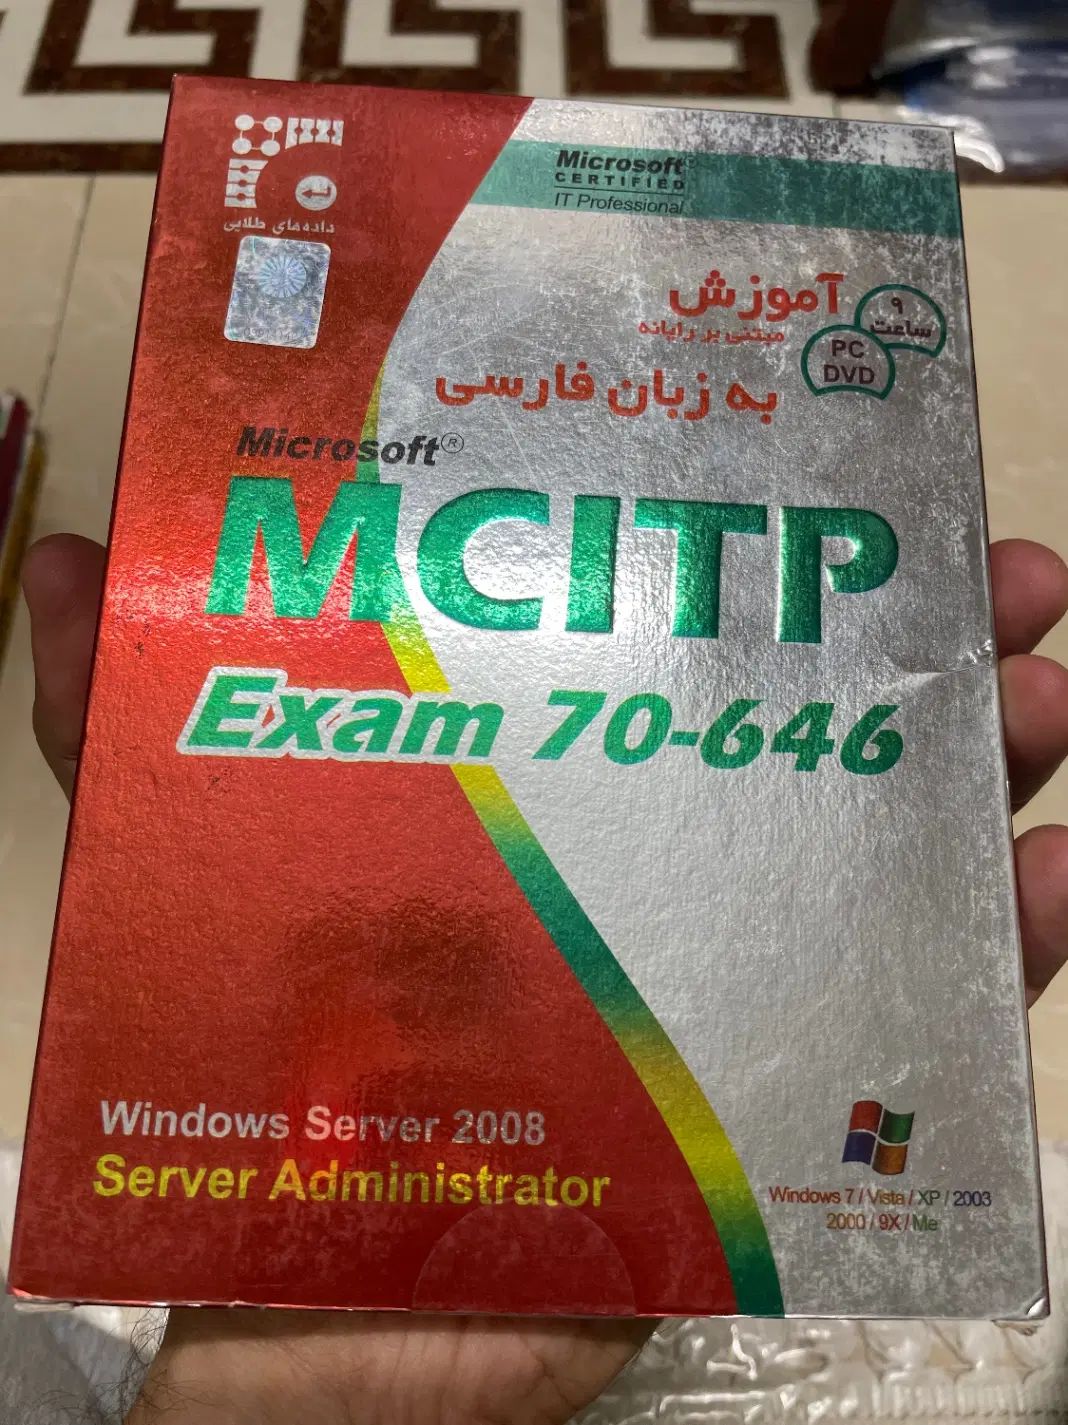 داده‌های طلایی
Microsoft®
CERTIFIED
IT Professional
آموزش
مبتنی بر رایانه
۹
ساعت
PC
DVD
به زبان فارسی
Microsoft®
MCITP
Exam 70-646
Windows Server 2008
Server Administrator
Windows 7 / Vista / XP / 2003
2000 / 9X / Me